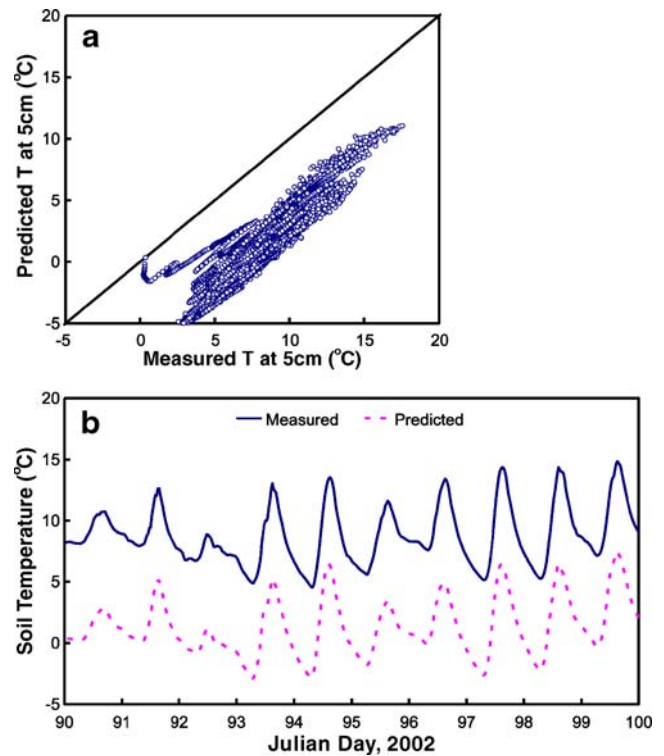 a
20
15
10
5
0
-5
Predicted T at 5cm (°C)
-5 0 5 10 15 20
Measured T at 5cm (°C)
b
Measured Predicted
20
15
10
5
0
-5
Soil Temperature (°C)
90 91 92 93 94 95 96 97 98 99 100
Julian Day, 2002